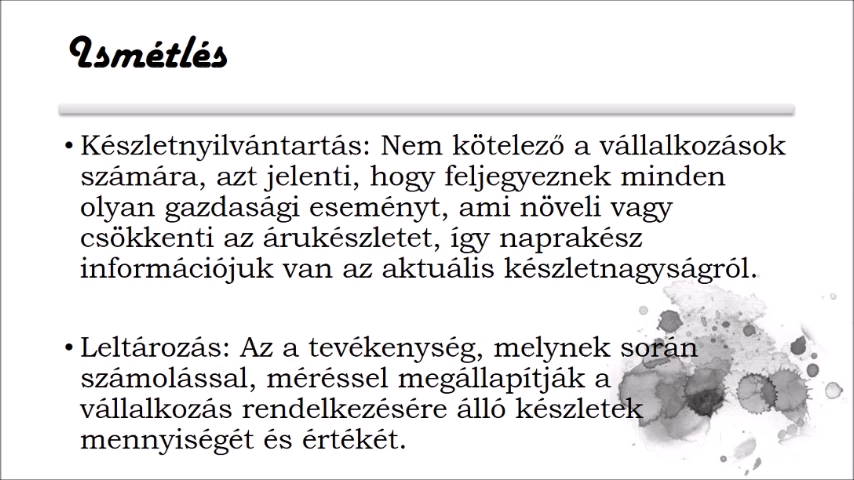 Ismétlés
• Készletnyilvántartás: Nem kötelező a vállalkozások
számára, azt jelenti, hogy feljegyeznek minden
olyan gazdasági eseményt, ami növeli vagy
csökkenti az árukészletet, így naprakész
információjuk van az aktuális készletnagyságról.
• Leltározás: Az a tevékenység, melynek során
számolással, méréssel megállapítják a
vállalkozás rendelkezésére álló készletek
mennyiségét és értékét.